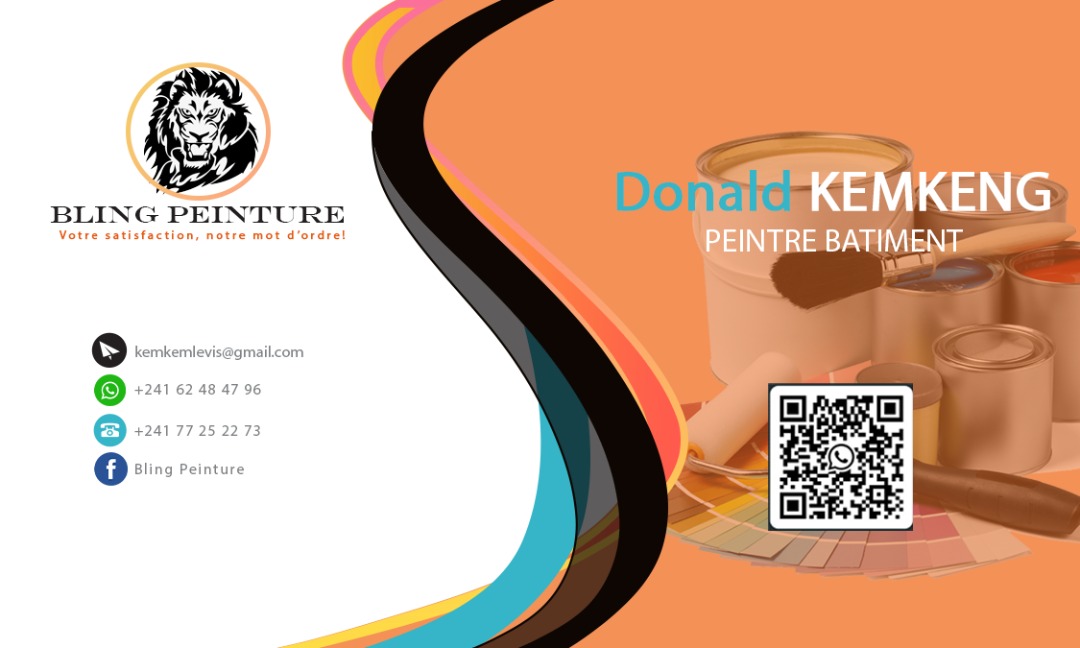 BLING PEINTURE
Votre satisfaction, notre mot d'ordre!
kemkemlevis@gmail.com
+241 62 48 47 96
+241 77 25 22 73
Bling Peinture
Donald KEMKENG
PEINTRE BATIMENT